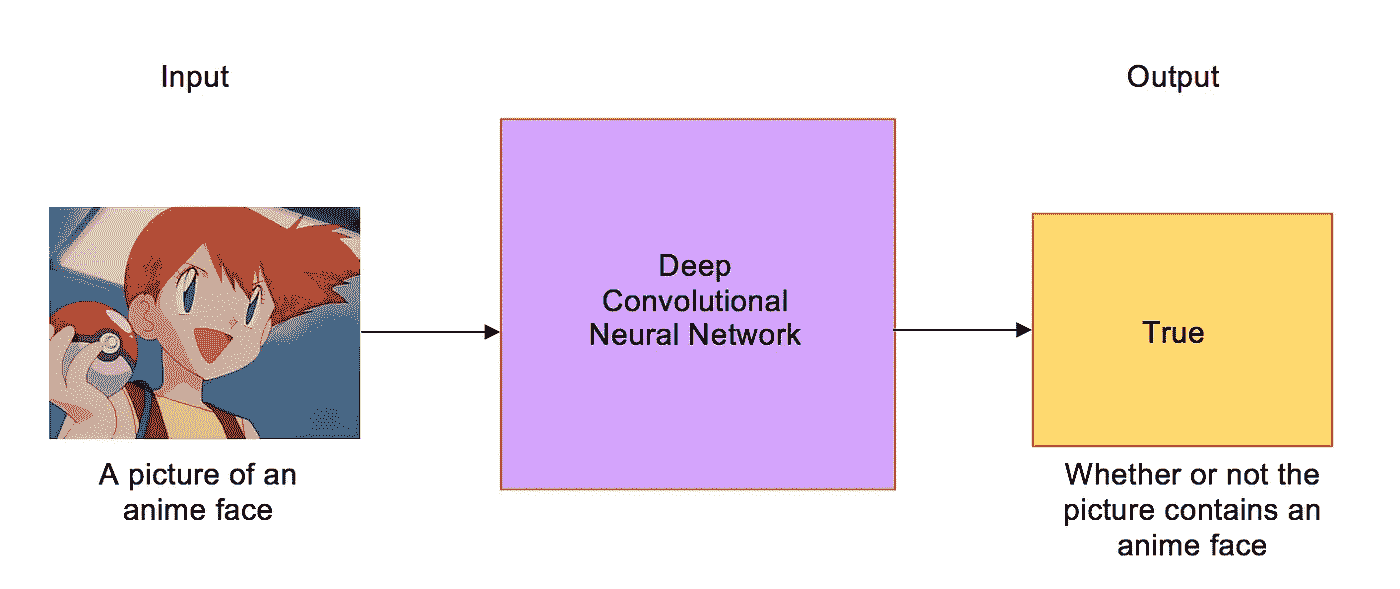 Input
Output
Deep
Convolutional
Neural Network
True
A picture of an
anime face
Whether or not the
picture contains an
anime face